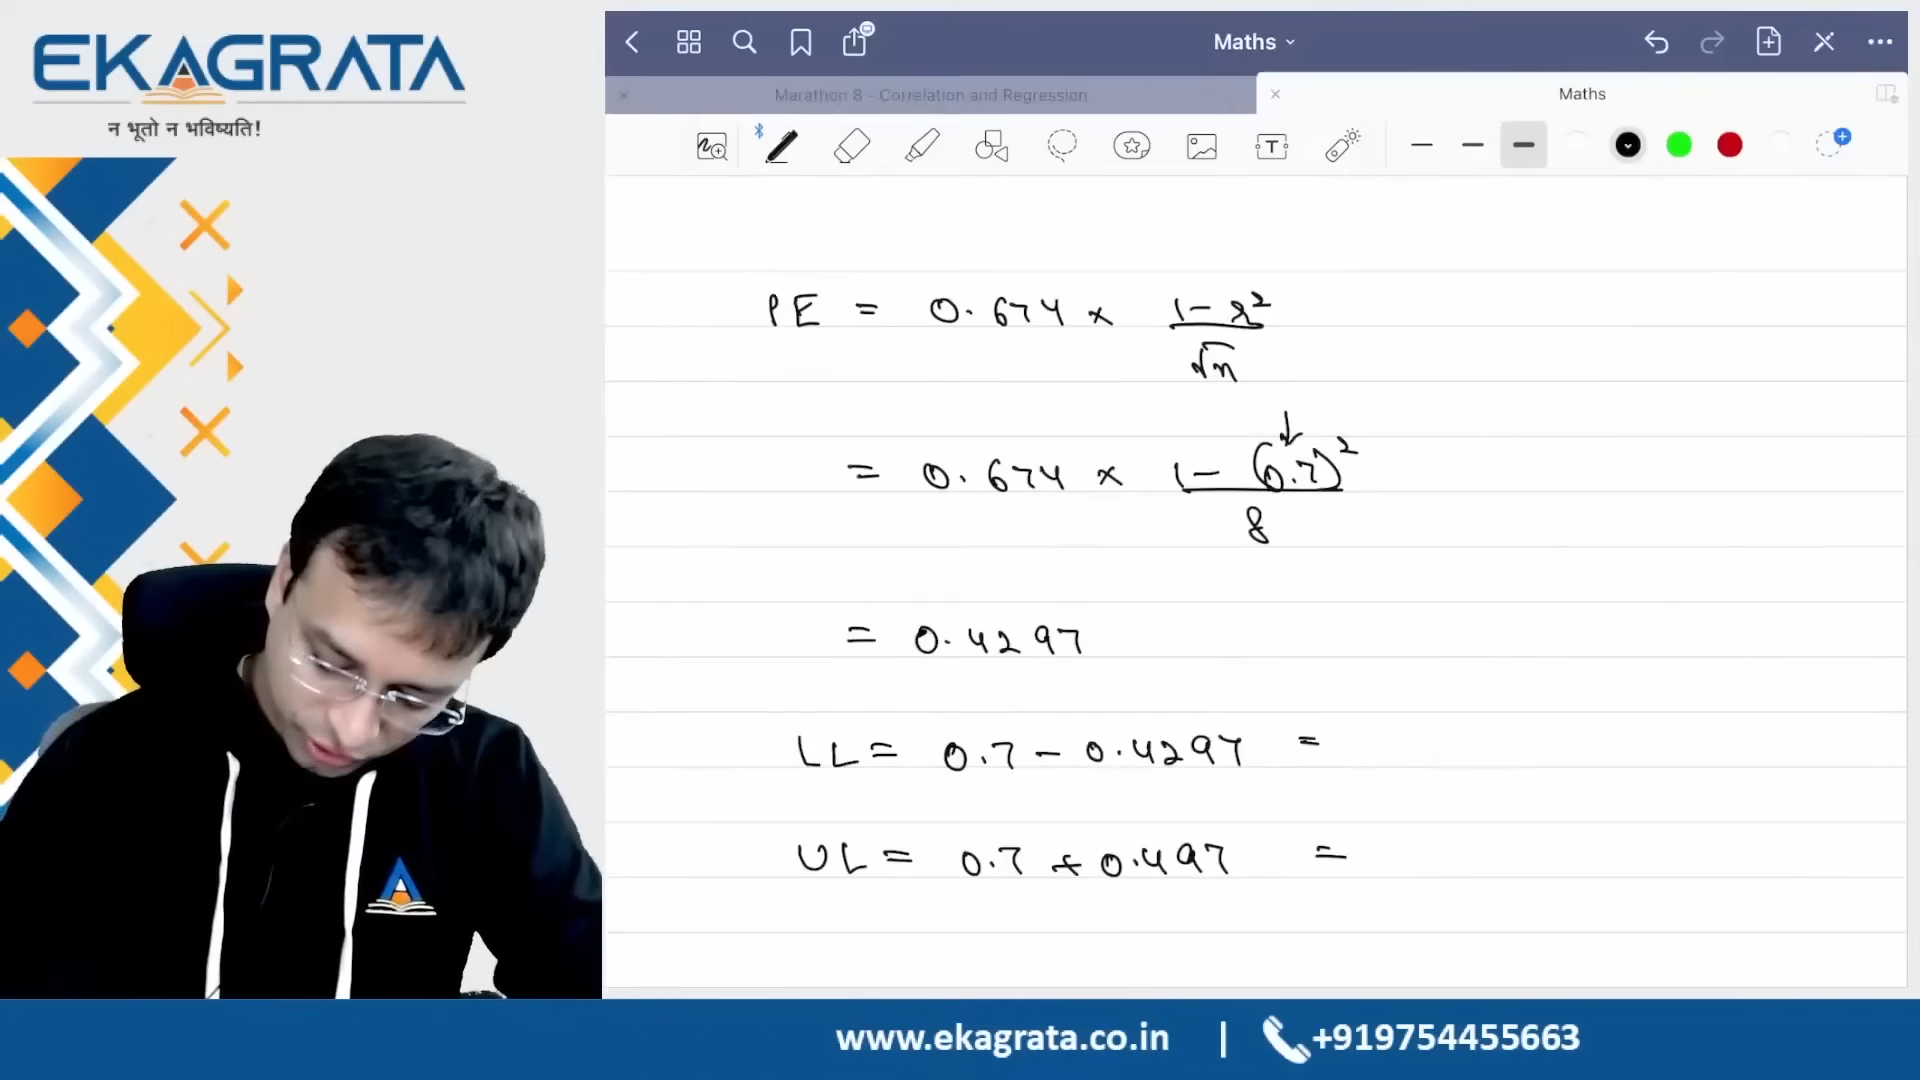 EKAGRATA
न भूतो न भविष्यति!
Maths
Marathon 8 - Correlation and Regression
Maths
T
PE = 0.674 × 1 - r² / √n
= 0.674 × 1 - (0.7)² / 8
= 0.4297
LL = 0.7 - 0.4297 =
UL = 0.7 + 0.497 =
www.ekagrata.co.in | +919754455663